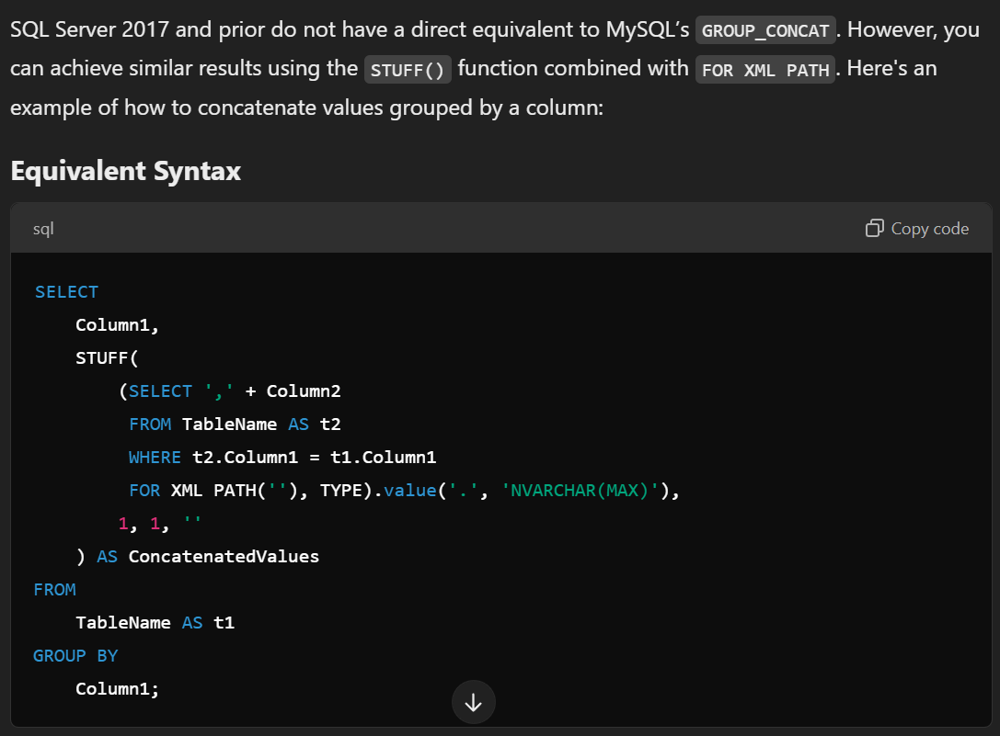 SQL Server 2017 and prior do not have a direct equivalent to MySQL’s GROUP_CONCAT. However, you
can achieve similar results using the STUFF() function combined with FOR XML PATH. Here's an
example of how to concatenate values grouped by a column:
Equivalent Syntax
sql Copy code
SELECT
    Column1,
    STUFF(
        (SELECT ',' + Column2
         FROM TableName AS t2
         WHERE t2.Column1 = t1.Column1
         FOR XML PATH(''), TYPE).value('.', 'NVARCHAR(MAX)'),
        1, 1, ''
    ) AS ConcatenatedValues
FROM
    TableName AS t1
GROUP BY
    Column1;